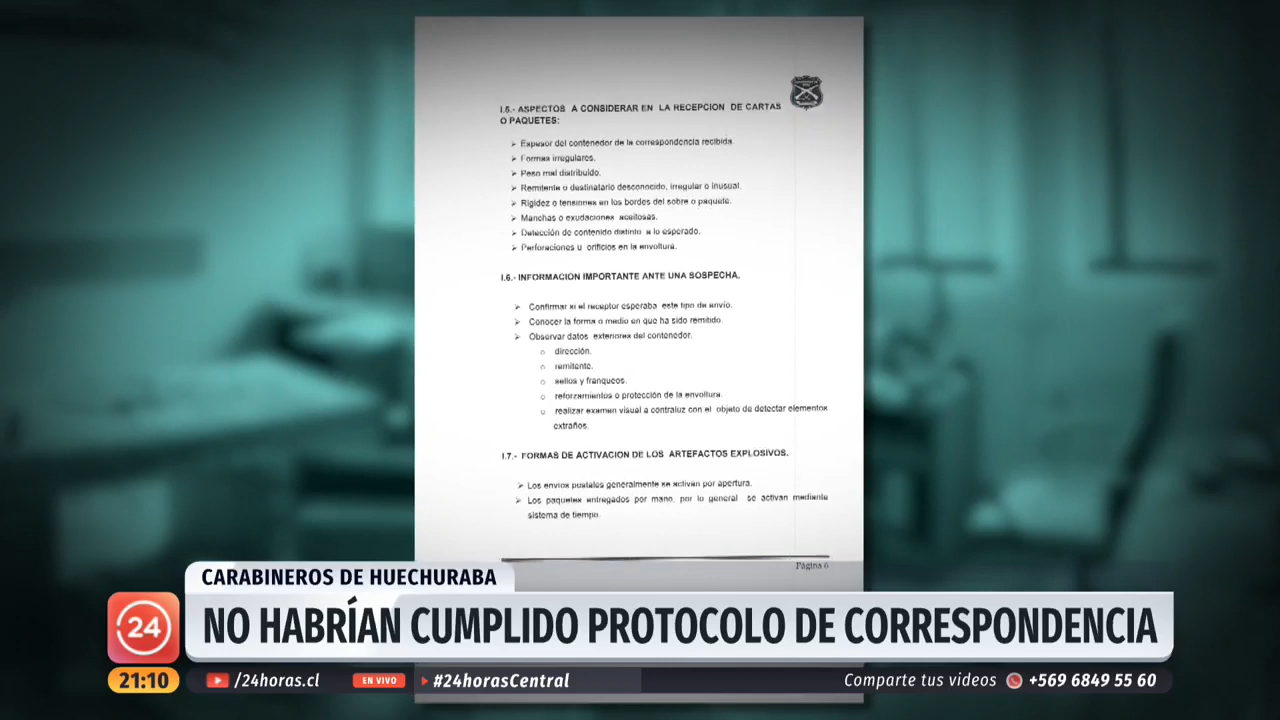 I.5.- ASPECTOS A CONSIDERAR EN LA RECEPCION DE CARTAS
O PAQUETES:
➢ Espesor del contenedor de la correspondencia recibida.
➢ Formas irregulares.
➢ Peso mal distribuido.
➢ Remitente o destinatario desconocido, irregular o inusual.
➢ Rigidez o tensiones en los bordes del sobre o paquete.
➢ Manchas o exudaciones aceitosas.
➢ Detección de contenido distinto a lo esperado.
➢ Perforaciones u orificios en la envoltura.
I.6.- INFORMACION IMPORTANTE ANTE UNA SOSPECHA.
➢ Confirmar si el receptor esperaba este tipo de envío.
➢ Conocer la forma o medio en que ha sido remitido.
➢ Observar datos exteriores del contenedor.
o dirección.
o remitente.
o sellos y franqueos.
o reforzamientos o protección de la envoltura.
o realizar examen visual a contraluz con el objeto de detectar elementos
extraños.
I.7.- FORMAS DE ACTIVACION DE LOS ARTEFACTOS EXPLOSIVOS.
➢ Los envíos postales generalmente se activan por apertura.
➢ Los paquetes entregados por mano, por lo general se activan mediante
sistema de tiempo.
Página 6
CARABINEROS DE HUECHURABA
24
NO HABRÍAN CUMPLIDO PROTOCOLO DE CORRESPONDENCIA
21:10
/24horas.cl
EN VIVO
#24horasCentral
Comparte tus videos
+569 6849 55 60